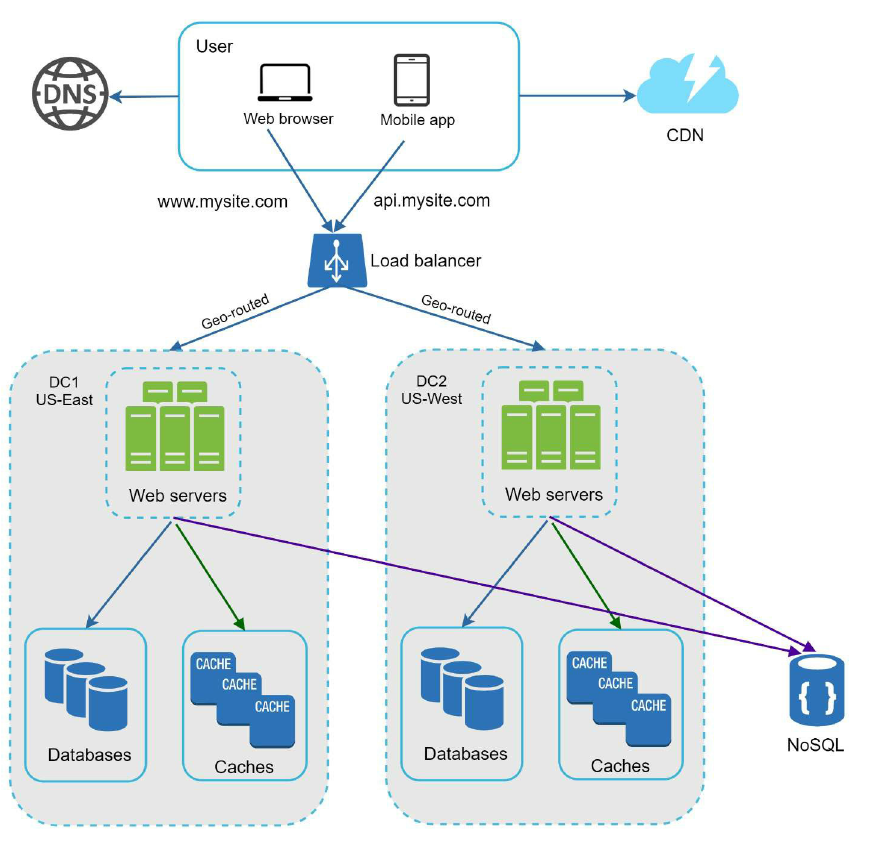 User
DNS
Web browser
Mobile app
CDN
www.mysite.com
api.mysite.com
Load balancer
Geo-routed
Geo-routed
DC1
US-East
DC2
US-West
Web servers
Web servers
CACHE
CACHE
CACHE
CACHE
CACHE
CACHE
{ }
Databases
Caches
Databases
Caches
NoSQL